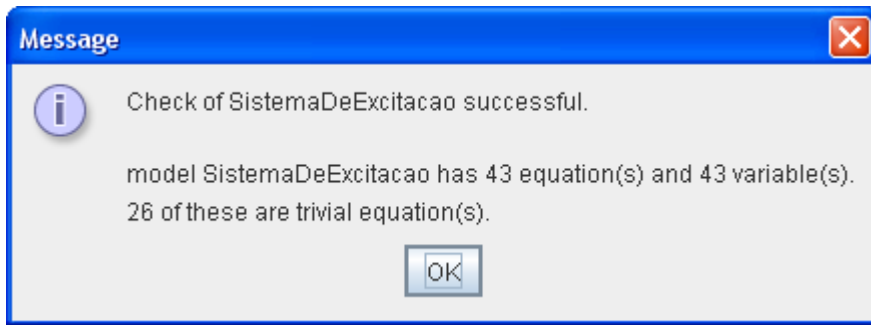 Message
Check of SistemaDeExcitacao successful.
model SistemaDeExcitacao has 43 equation(s) and 43 variable(s).
26 of these are trivial equation(s).
OK